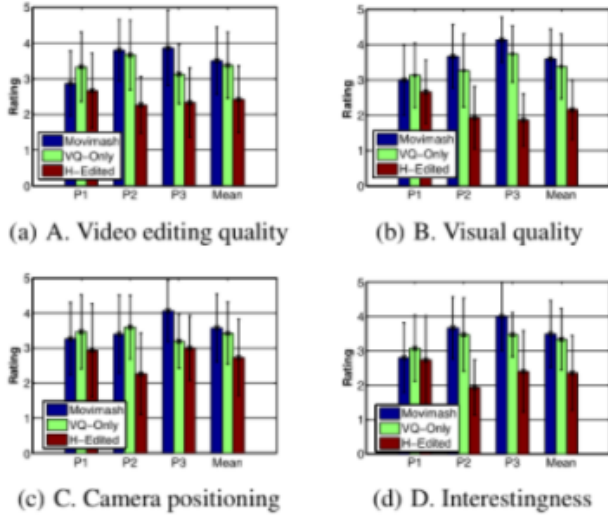 5
4
3
2
1
0
Rating
Movimash
VQ-Only
H-Edited
P1 P2 P3 Mean
(a) A. Video editing quality
5
4
3
2
1
0
Rating
Movimash
VQ-Only
H-Edited
P1 P2 P3 Mean
(b) B. Visual quality
5
4
3
2
1
0
Rating
Movimash
VQ-Only
H-Edited
P1 P2 P3 Mean
(c) C. Camera positioning
5
4
3
2
1
0
Rating
Movimash
VQ-Only
H-Edited
P1 P2 P3 Mean
(d) D. Interestingness